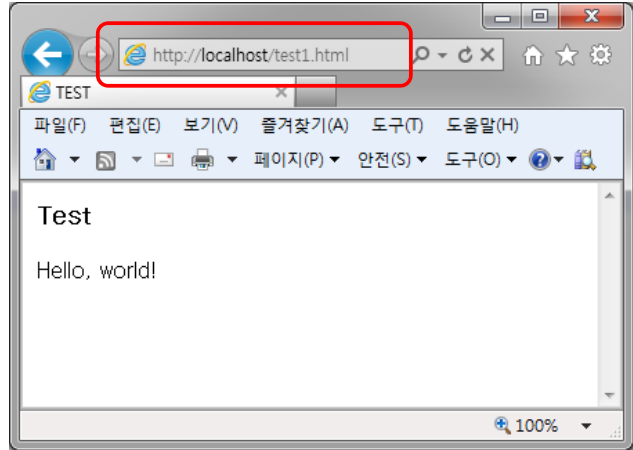 http://localhost/test1.html
TEST
파일(F) 편집(E) 보기(V) 즐겨찾기(A) 도구(T) 도움말(H)
페이지(P) 안전(S) 도구(O)
Test
Hello, world!
100%